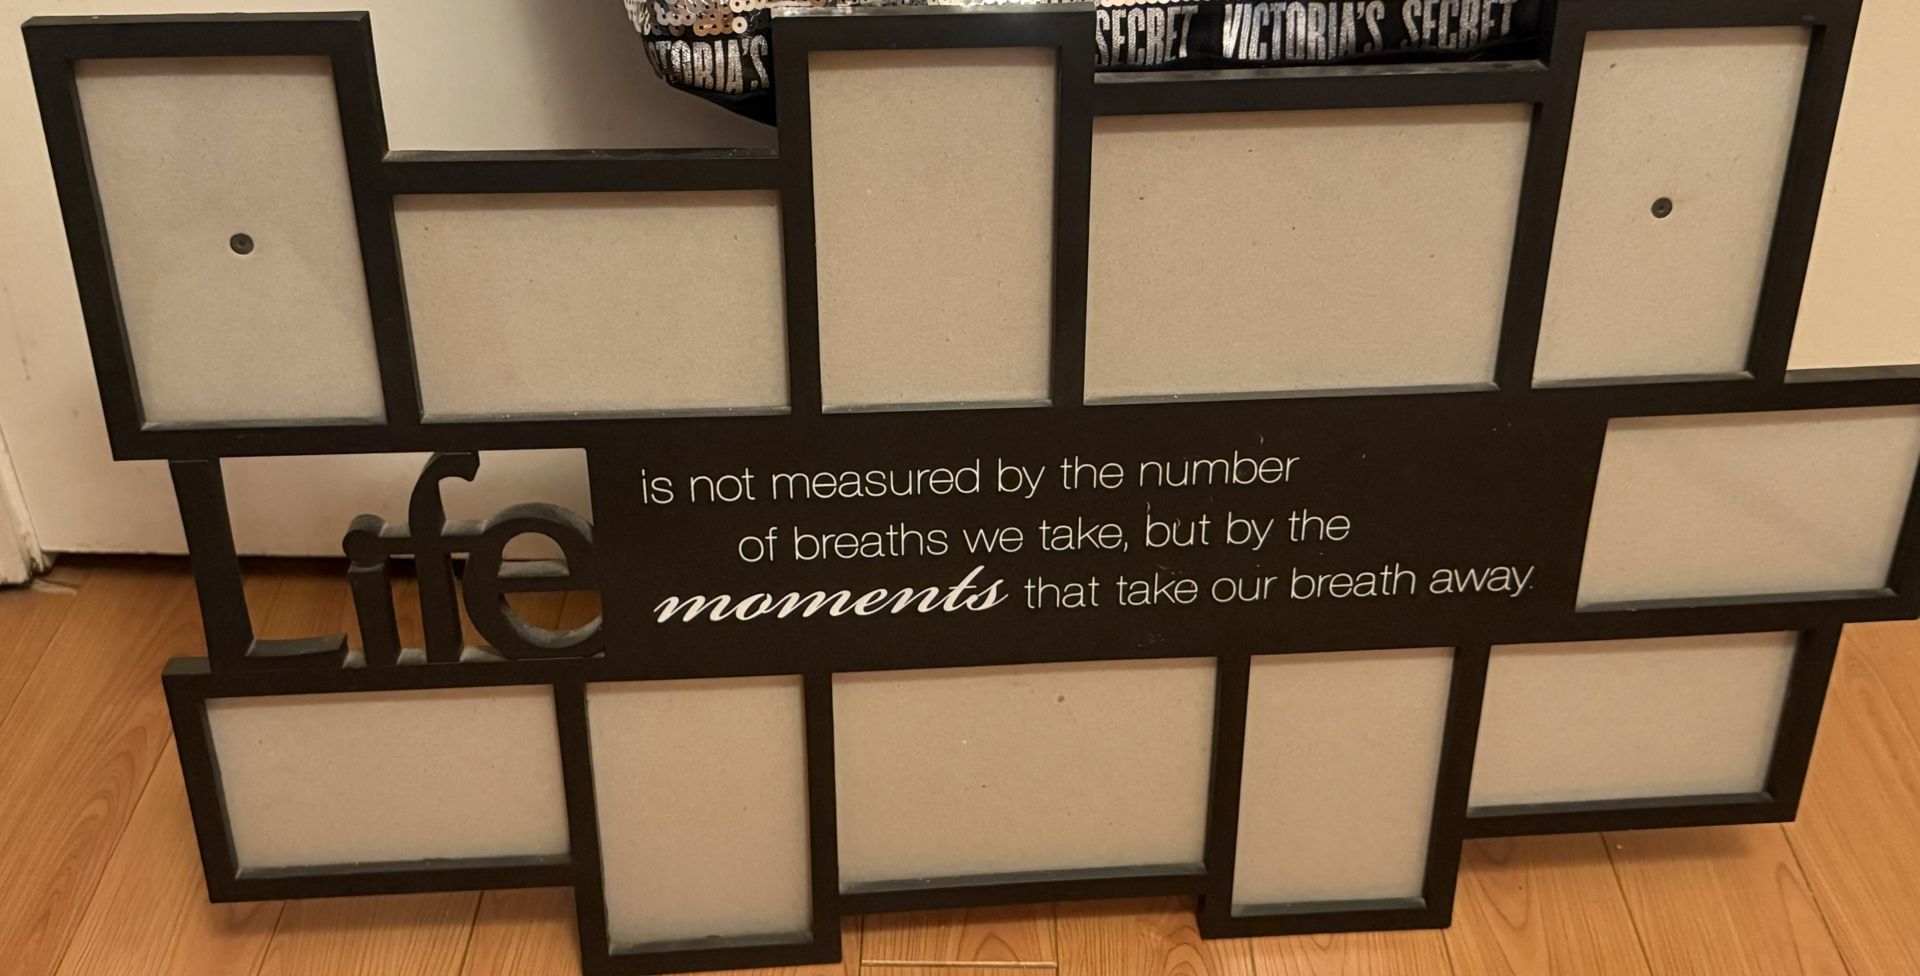 VICTORIA'S SECRET VICTORIA'S SECRET
Life
is not measured by the number
of breaths we take, but by the
moments that take our breath away.